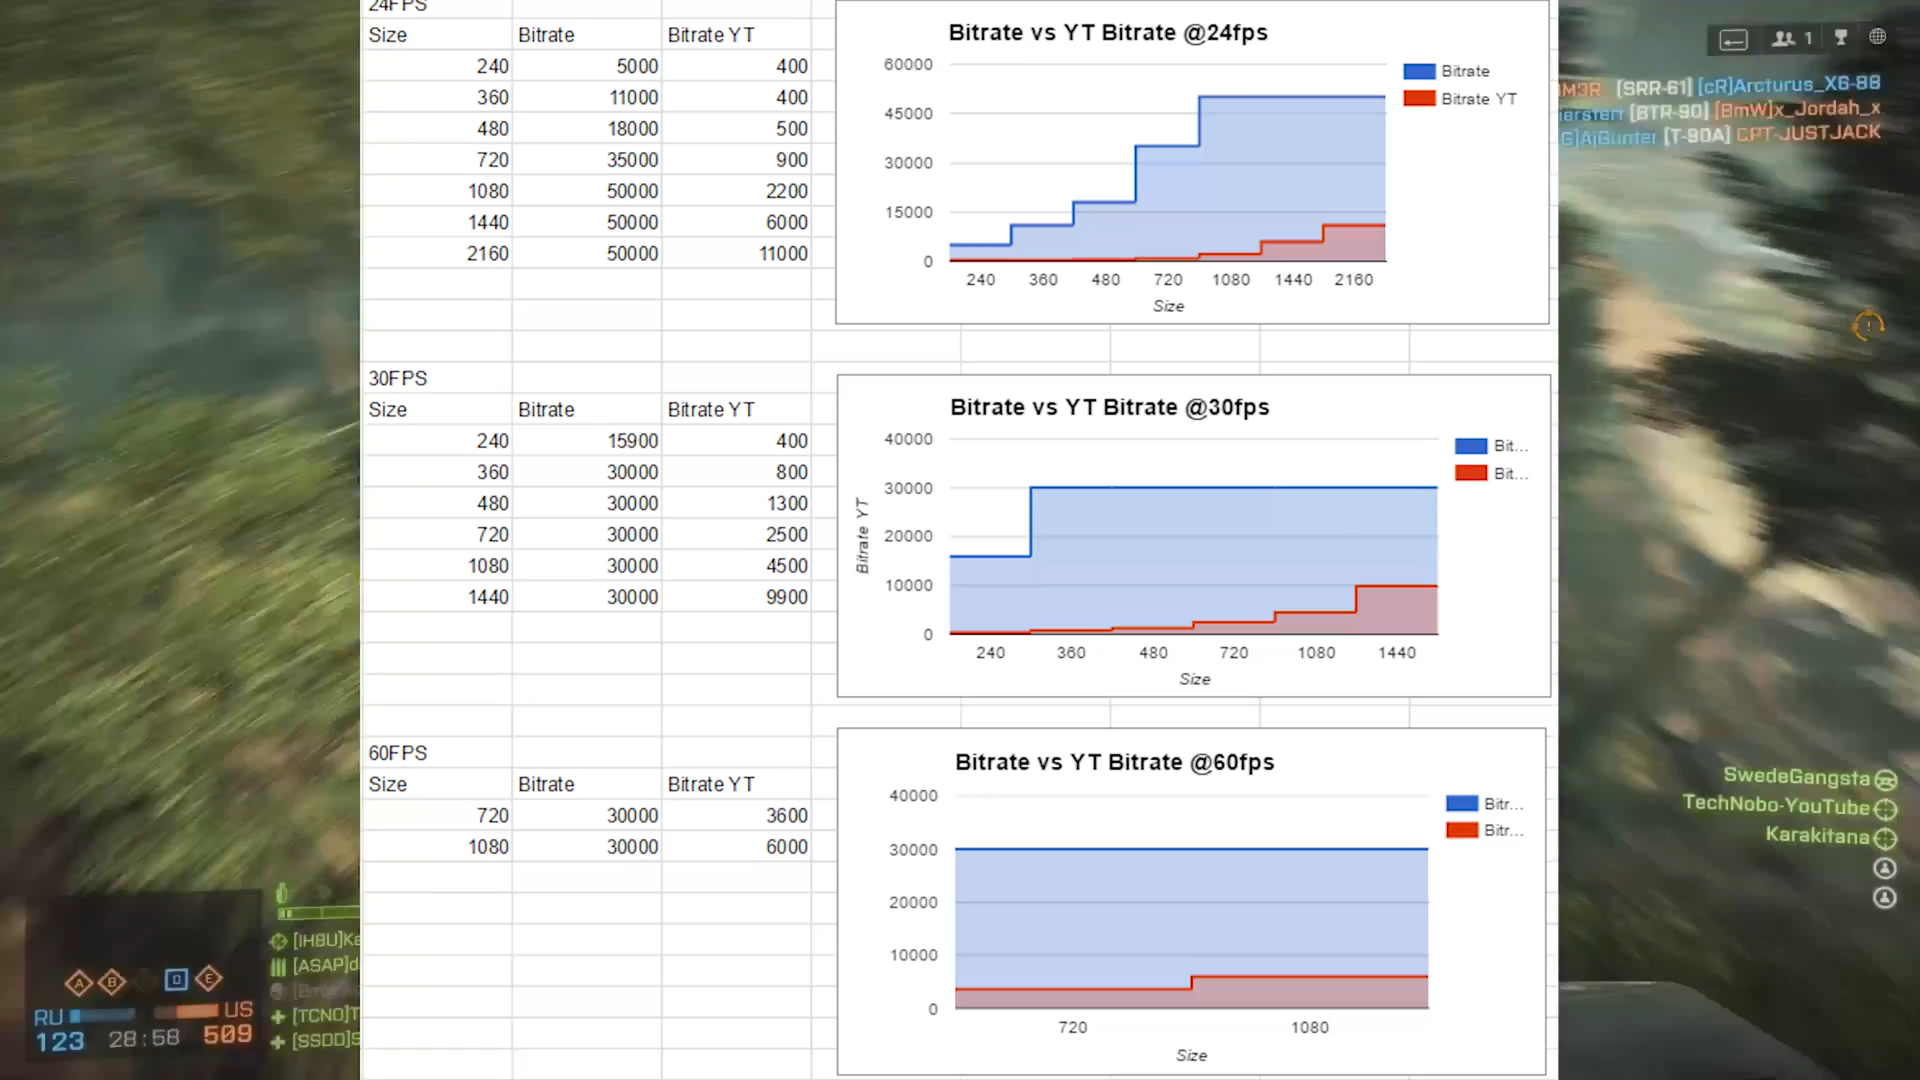 24FPS
Size Bitrate Bitrate YT
240 5000 400
360 11000 400
480 18000 500
720 35000 900
1080 50000 2200
1440 50000 6000
2160 50000 11000
Bitrate vs YT Bitrate @24fps
60000
45000
30000
15000
0
240 360 480 720 1080 1440 2160
Size
Bitrate
Bitrate YT
30FPS
Size Bitrate Bitrate YT
240 15900 400
360 30000 800
480 30000 1300
720 30000 2500
1080 30000 4500
1440 30000 9900
Bitrate vs YT Bitrate @30fps
Bitrate YT
40000
30000
20000
10000
0
240 360 480 720 1080 1440
Size
Bit...
Bit...
60FPS
Size Bitrate Bitrate YT
720 30000 3600
1080 30000 6000
Bitrate vs YT Bitrate @60fps
40000
30000
20000
10000
0
720 1080
Size
Bitr...
Bitr...
1
[SRR-61] [cR]Arcturus_X6-88
[BTR-90] [BmW]x_Jordah_x
G]AjGunter [T-90A] CPT-JUSTJACK
SwedeGangsta
TechNobo-YouTube
Karakitana
A B D E
RU US
123 28:58 509
[IH8U]Ka
[ASAP]d
[TCNO]T
[SSDD]S